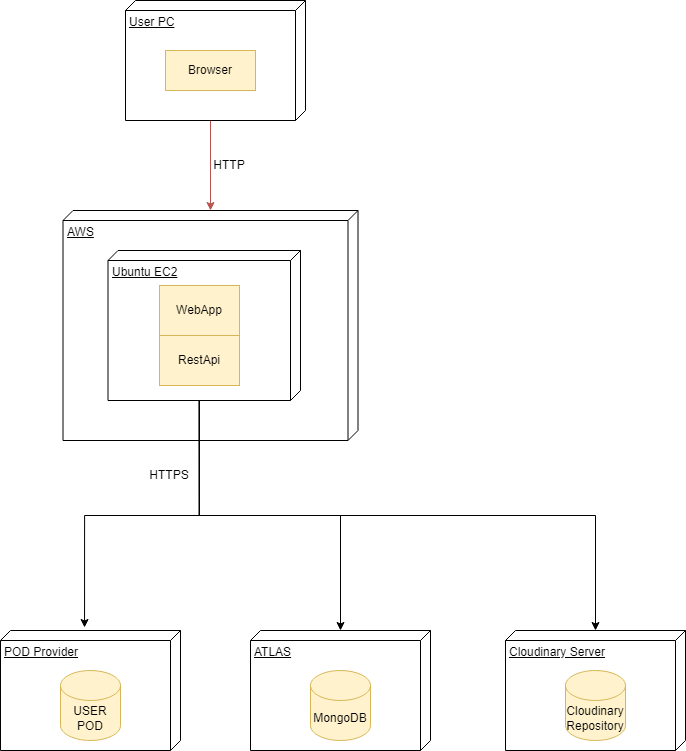 User PC
Browser
HTTP
AWS
Ubuntu EC2
WebApp
RestApi
HTTPS
POD Provider
USER
POD
ATLAS
MongoDB
Cloudinary Server
Cloudinary
Repository